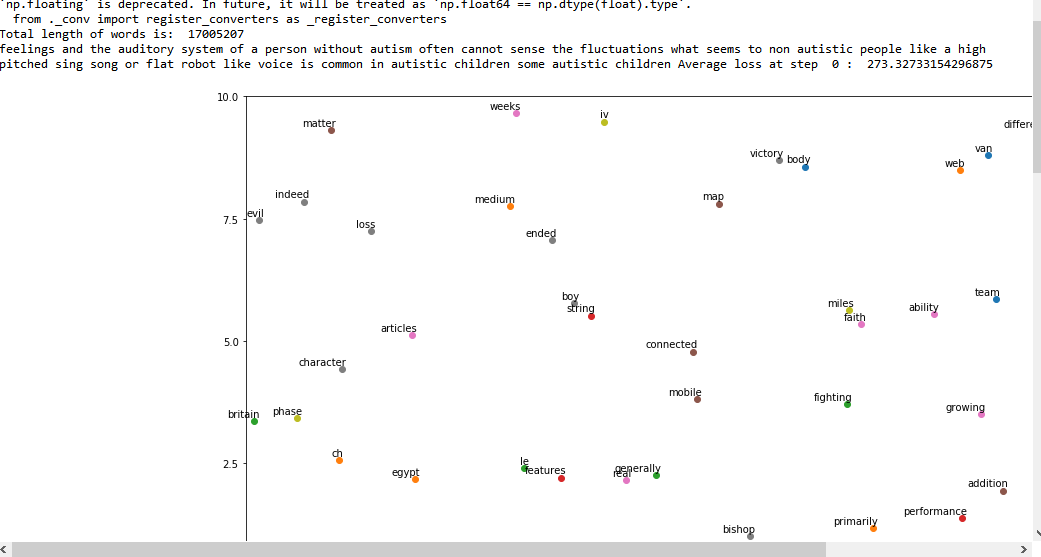 `np.floating` is deprecated. In future, it will be treated as `np.float64 == np.dtype(float).type`.
from ._conv import register_converters as _register_converters
Total length of words is:  17005207
feelings and the auditory system of a person without autism often cannot sense the fluctuations what seems to non autistic people like a high
pitched sing song or flat robot like voice is common in autistic children some autistic children Average loss at step  0 :  273.32733154296875
10.0
weeks
iv
matter
differe
van
victory
body
web
indeed
medium
map
evil
7.5
loss
ended
team
boy
miles
string
ability
faith
articles
5.0
connected
character
mobile
fighting
growing
britain
phase
ch
le
2.5
egypt
features
real
generally
addition
performance
primarily
bishop